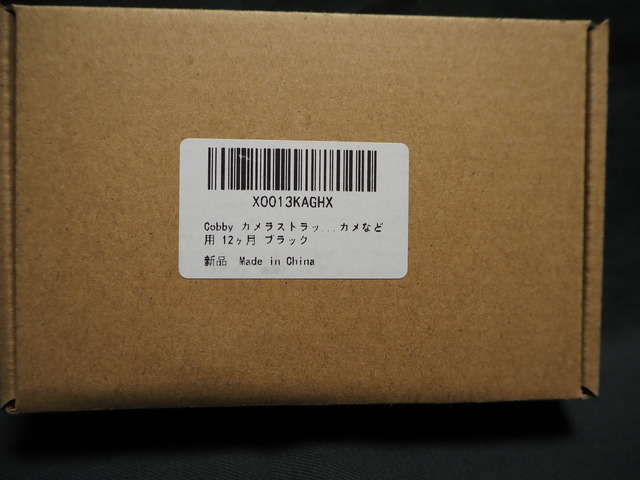 X0013KAGHX
Cobby カメラストラッ...カメなど
用 12ヶ月 ブラック
新品 Made in China